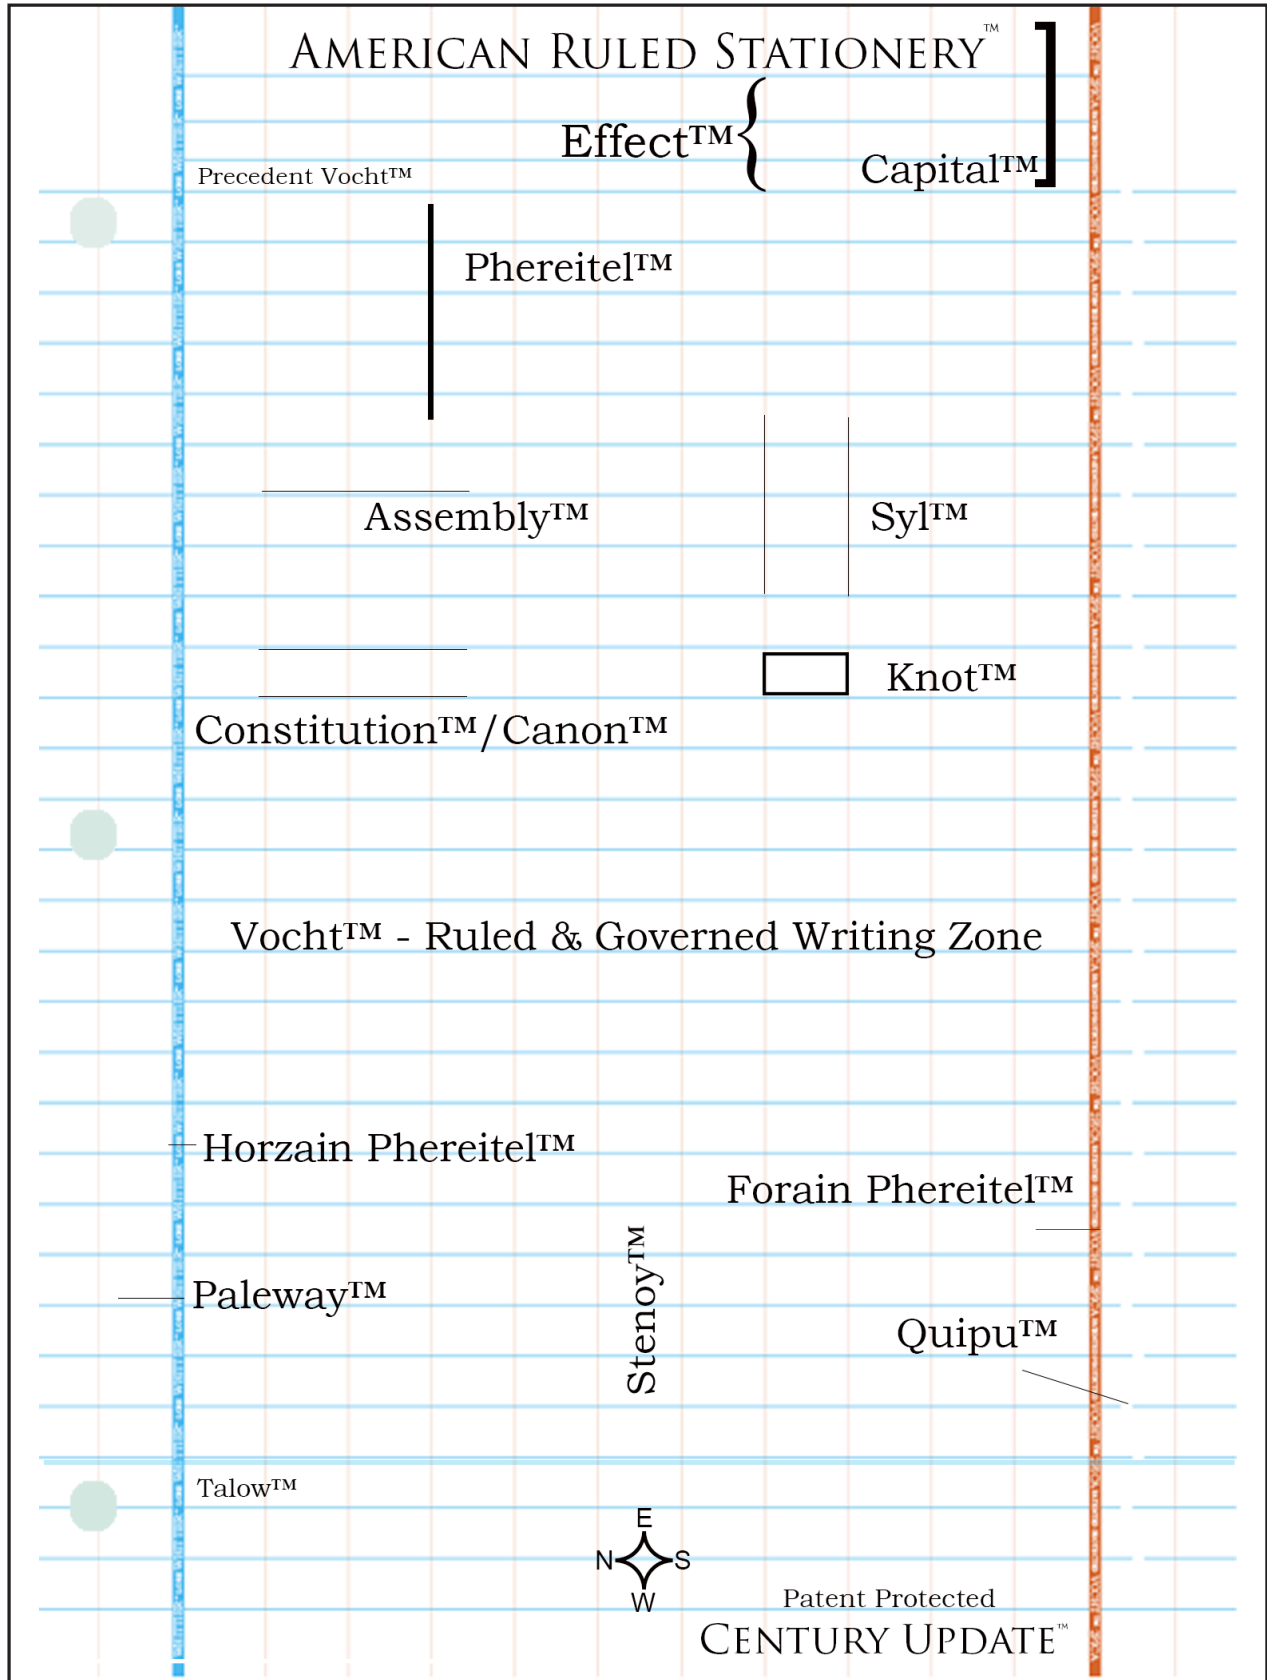 AMERICAN RULED STATIONERY™
Effect™
Capital™
Precedent Vocht™
Phereitel™
Assembly™
Syl™
Knot™
Constitution™/Canon™
Vocht™ - Ruled & Governed Writing Zone
Horzain Phereitel™
Forain Phereitel™
Stenoy™
Paleway™
Quipu™
Talow™
E
N S
W
Patent Protected
CENTURY UPDATE™